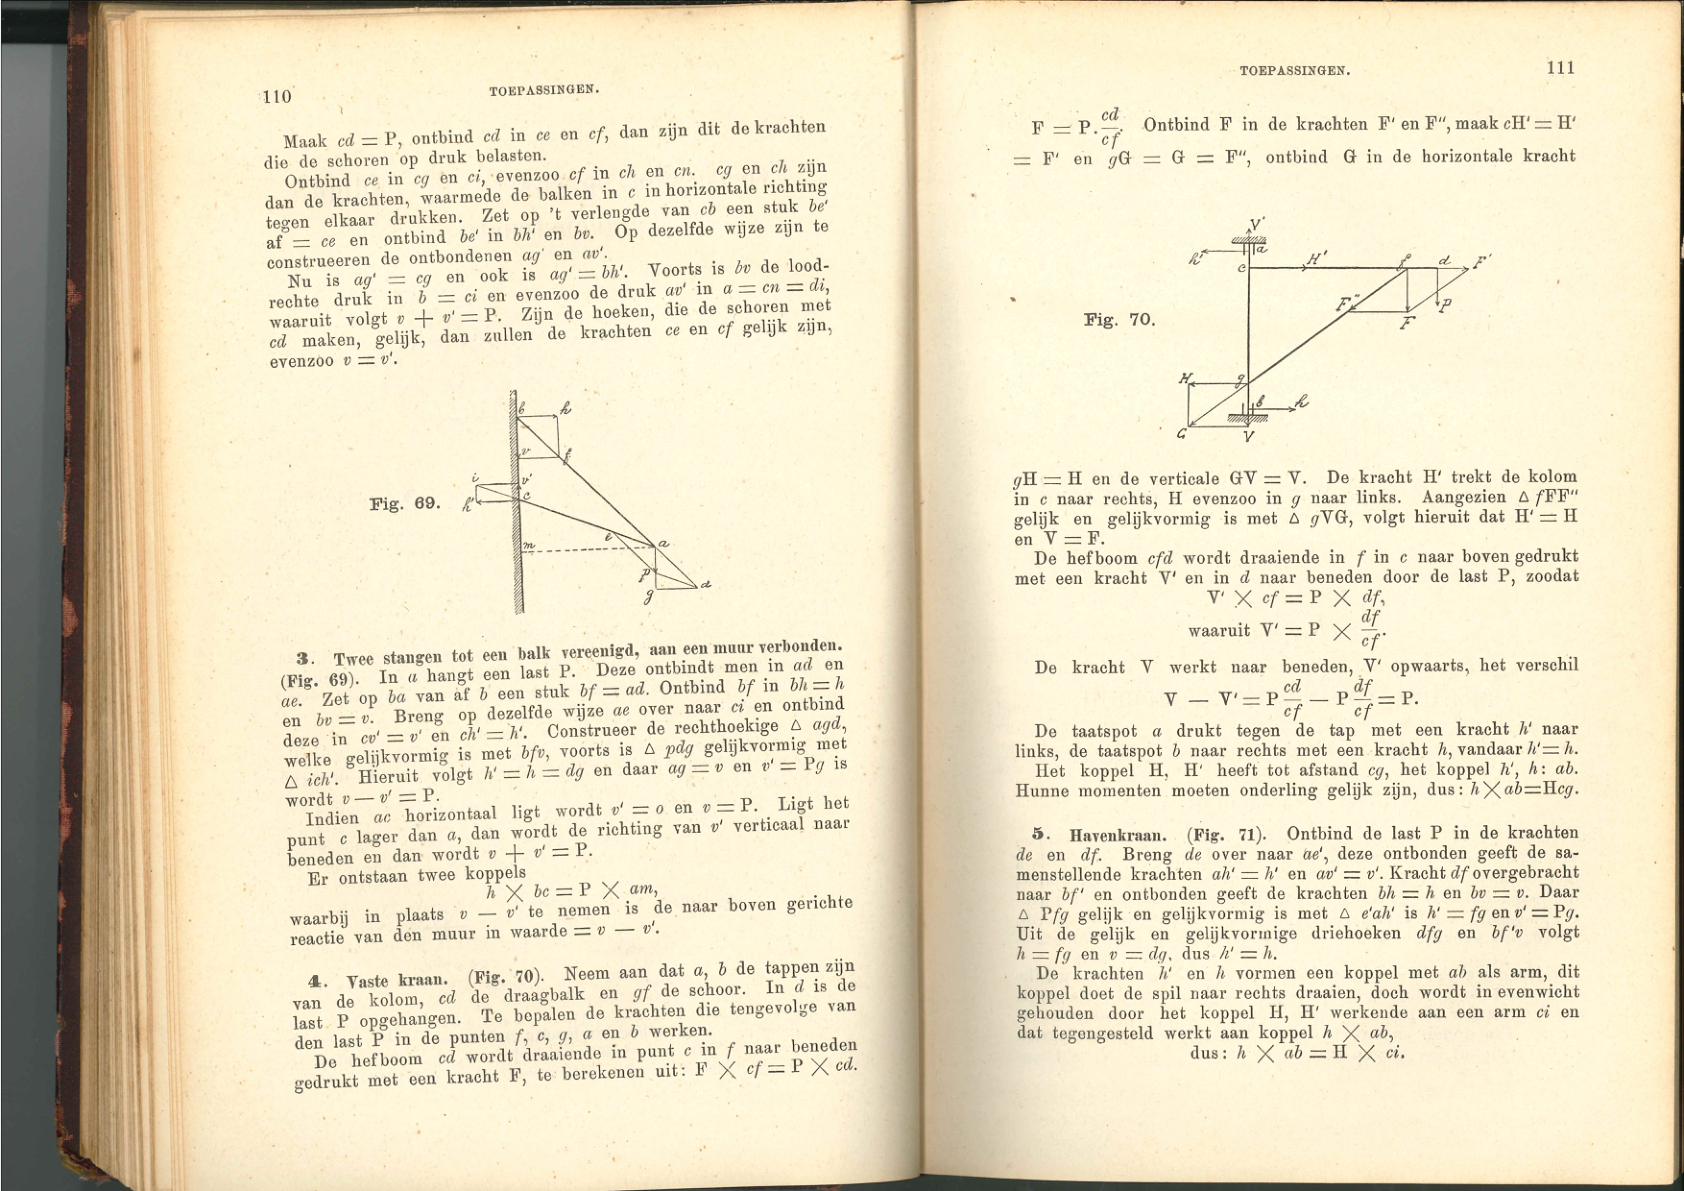 110
TOEPASSINGEN.
Maak cd = P, ontbind cd in ce en cf, dan zijn dit de krachten
die de schoren op druk belasten.
Ontbind ce in cg en ci, evenzoo cf in ch en cn. cg en ch zijn
dan de krachten, waarmede de balken in c in horizontale richting
tegen elkaar drukken. Zet op 't verlengde van cb een stuk be'
af = ce en ontbind be' in bh' en bv. Op dezelfde wijze zijn te
construeeren de ontbondenen ag' en av'.
Nu is ag' = cg en ook is ag' = bh'. Voorts is bv de lood-
rechte druk in b = ci en evenzoo de druk av' in a = cn = di,
waaruit volgt v + v' = P. Zijn de hoeken, die de schoren met
cd maken, gelijk, dan zullen de krachten ce en cf gelijk zijn,
evenzoo v = v'.
b
h
v
f
i
v'
c
Fig. 69.
h'
e
m
a
p
d
g
3. Twee stangen tot een balk vereenigd, aan een muur verbonden.
(Fig. 69). In a hangt een last P. Deze ontbindt men in ad en
ae. Zet op ba van af b een stuk bf = ad. Ontbind bf in bh = h
en bv = v. Breng op dezelfde wijze ae over naar ci en ontbind
deze in cv' = v' en ch' = h'. Construeer de rechthoekige △ agd,
welke gelijkvormig is met bfv, voorts is △ pdg gelijkvormig met
△ ich'. Hieruit volgt h' = h = dg en daar ag = v en v' = Pg is
wordt v — v' = P.
Indien ac horizontaal ligt wordt v' = o en v = P. Ligt het
punt c lager dan a, dan wordt de richting van v' verticaal naar
beneden en dan wordt v + v' = P.
Er ontstaan twee koppels
h × bc = P × am,
waarbij in plaats v — v' te nemen is de naar boven gerichte
reactie van den muur in waarde = v — v'.
4. Vaste kraan. (Fig. 70). Neem aan dat a, b de tappen zijn
van de kolom, cd de draagbalk en gf de schoor. In d is de
last P opgehangen. Te bepalen de krachten die tengevolge van
den last P in de punten f, c, g, a en b werken.
De hefboom cd wordt draaiende in punt c in f naar beneden
gedrukt met een kracht F, te berekenen uit: F × cf = P × cd.
TOEPASSINGEN.
111
F = P. cd/cf. Ontbind F in de krachten F' en F", maak cH' = H'
= F' en gG = G = F", ontbind G in de horizontale kracht
V'
a
h'
c
H'
f
d
F'
F"
P
F
Fig. 70.
H
g
b
h
G
V
gH = H en de verticale GV = V. De kracht H' trekt de kolom
in c naar rechts, H evenzoo in g naar links. Aangezien △ fFF"
gelijk en gelijkvormig is met △ gVG, volgt hieruit dat H' = H
en V = F.
De hefboom cfd wordt draaiende in f in c naar boven gedrukt
met een kracht V' en in d naar beneden door de last P, zoodat
V' × cf = P × df,
waaruit V' = P × df/cf.
De kracht V werkt naar beneden, V' opwaarts, het verschil
V — V' = P cd/cf — P df/cf = P.
De taatspot a drukt tegen de tap met een kracht h' naar
links, de taatspot b naar rechts met een kracht h, vandaar h' = h.
Het koppel H, H' heeft tot afstand cg, het koppel h', h: ab.
Hunne momenten moeten onderling gelijk zijn, dus: h × ab = Hcg.
5. Havenkraan. (Fig. 71). Ontbind de last P in de krachten
de en df. Breng de over naar ae', deze ontbonden geeft de sa-
menstellende krachten ah' = h' en av' = v'. Kracht df overgebracht
naar bf' en ontbonden geeft de krachten bh = h en bv = v. Daar
△ Pfg gelijk en gelijkvormig is met △ e'ah' is h' = fg en v' = Pg.
Uit de gelijk en gelijkvormige driehoeken dfg en bf'v volgt
h = fg en v = dg, dus h' = h.
De krachten h' en h vormen een koppel met ab als arm, dit
koppel doet de spil naar rechts draaien, doch wordt in evenwicht
gehouden door het koppel H, H' werkende aan een arm ci en
dat tegengesteld werkt aan koppel h × ab,
dus: h × ab = H × ci.